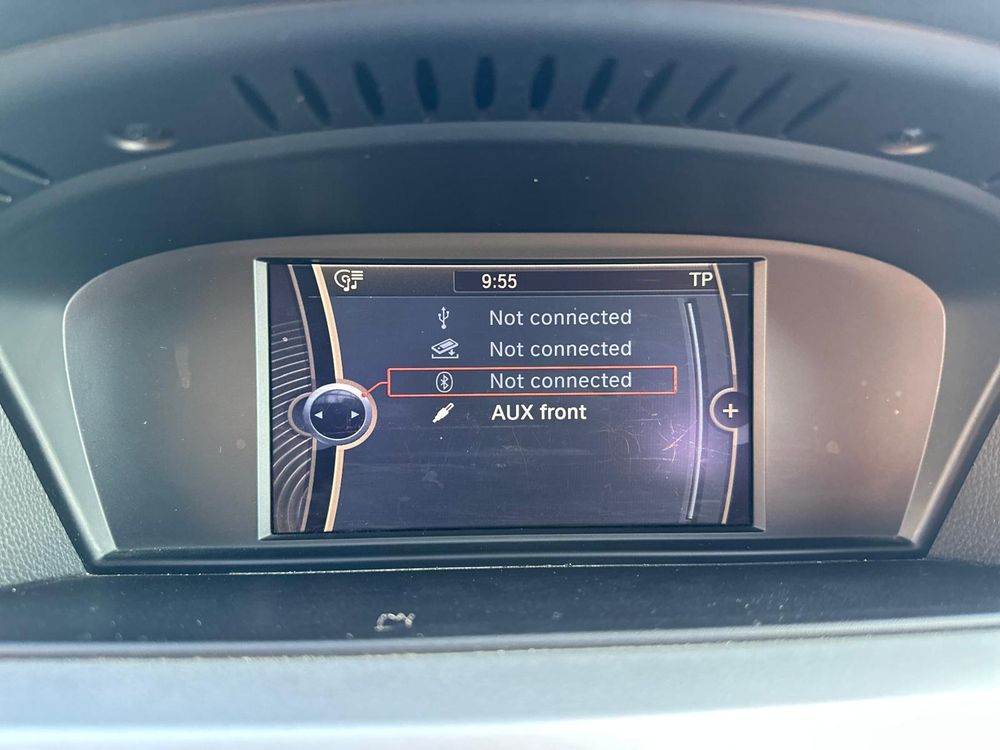 9:55 TP
Not connected
Not connected
Not connected
AUX front
+